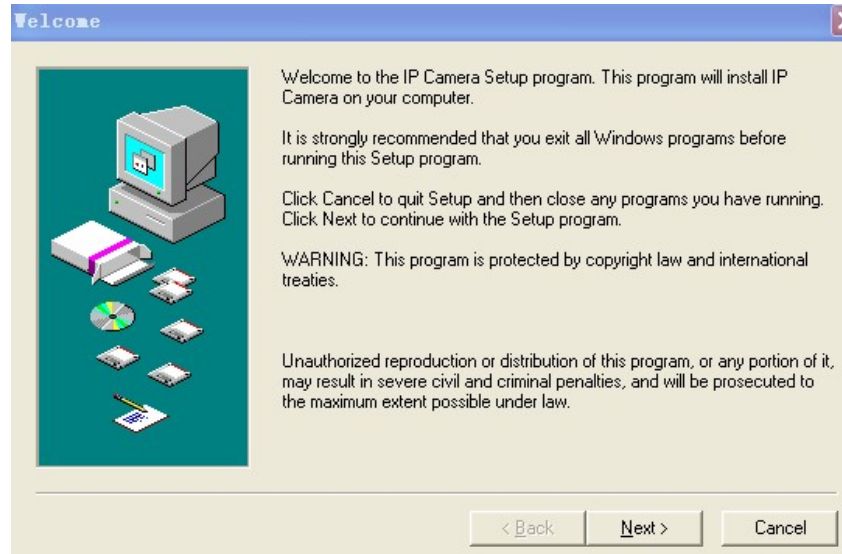 Welcome
Welcome to the IP Camera Setup program. This program will install IP
Camera on your computer.
It is strongly recommended that you exit all Windows programs before
running this Setup program.
Click Cancel to quit Setup and then close any programs you have running.
Click Next to continue with the Setup program.
WARNING: This program is protected by copyright law and international
treaties.
Unauthorized reproduction or distribution of this program, or any portion of it,
may result in severe civil and criminal penalties, and will be prosecuted to
the maximum extent possible under law.
< Back Next > Cancel